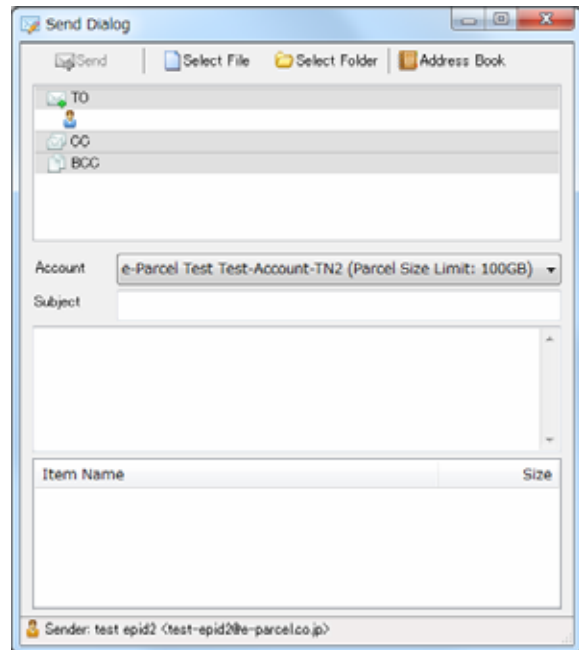 Send Dialog
Send Select File Select Folder Address Book
TO
CC
BCC
Account e-Parcel Test Test-Account-TN2 (Parcel Size Limit: 100GB)
Subject
Item Name Size
Sender: test epid2 <test-epid2@e-parcel.co.jp>